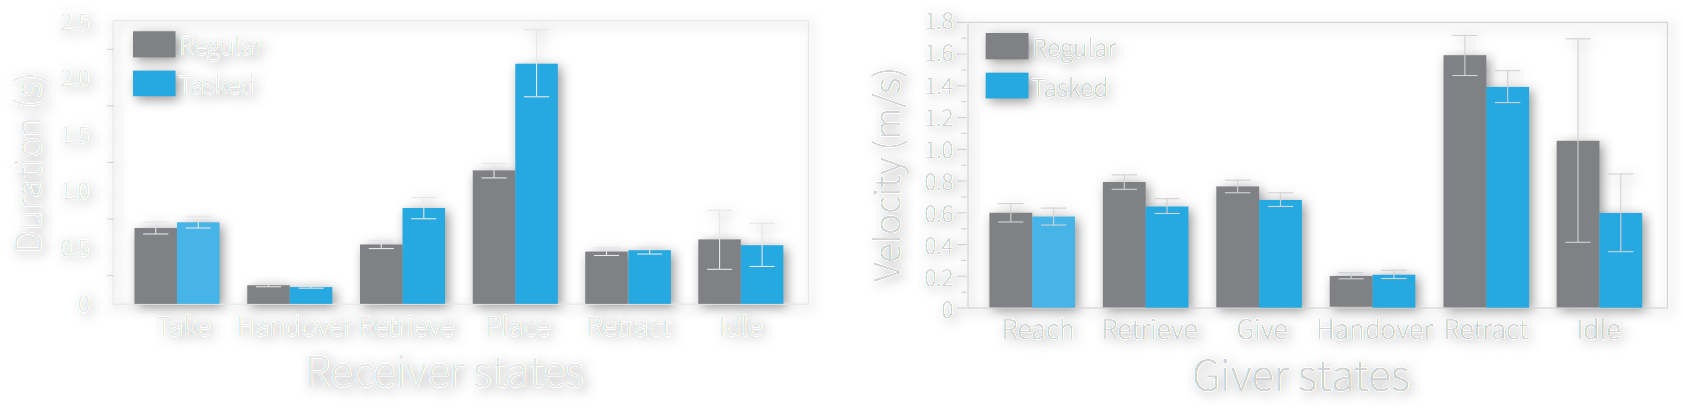 2.5
2.0
1.5
1.0
0.5
0
Duration (s)
Regular
Tasked
Take Handover Retrieve Place Retract Idle
Receiver states
1.8
1.6
1.4
1.2
1.0
0.8
0.6
0.4
0.2
0
Velocity (m/s)
Regular
Tasked
Reach Retrieve Give Handover Retract Idle
Giver states